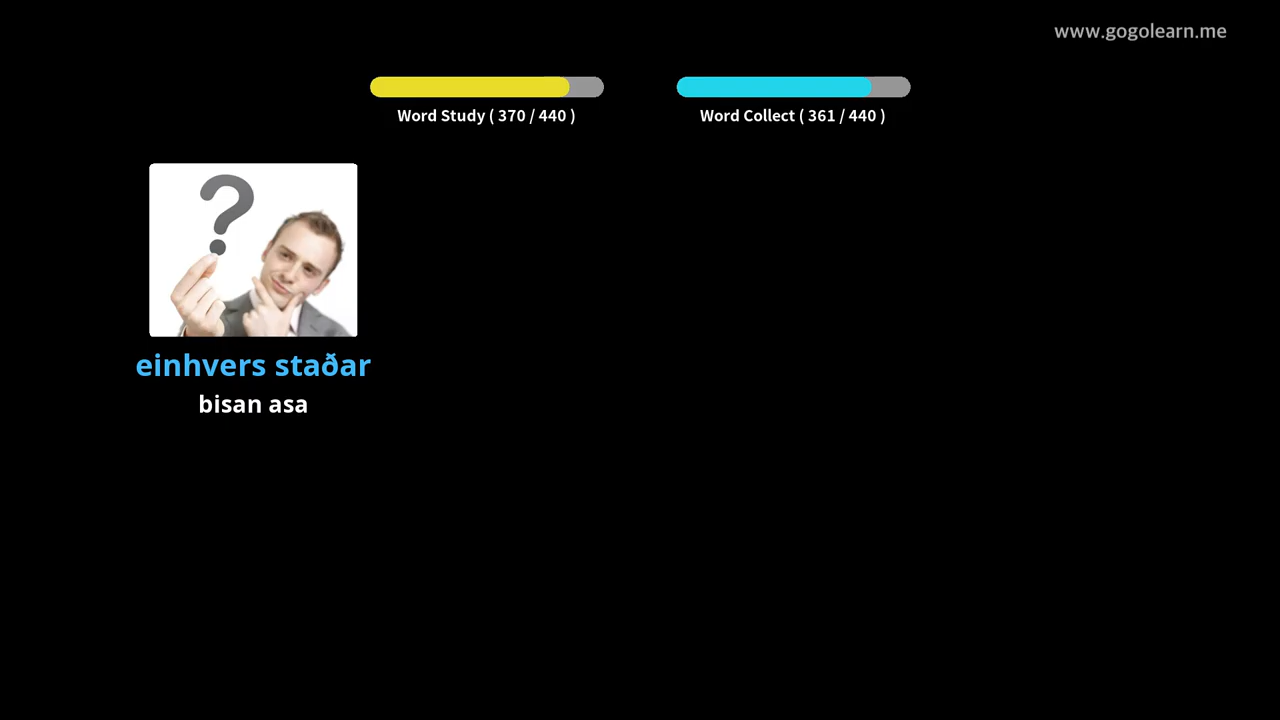 www.gogolearn.me
Word Study ( 370 / 440 )
Word Collect ( 361 / 440 )
?
einhvers staðar
bisan asa